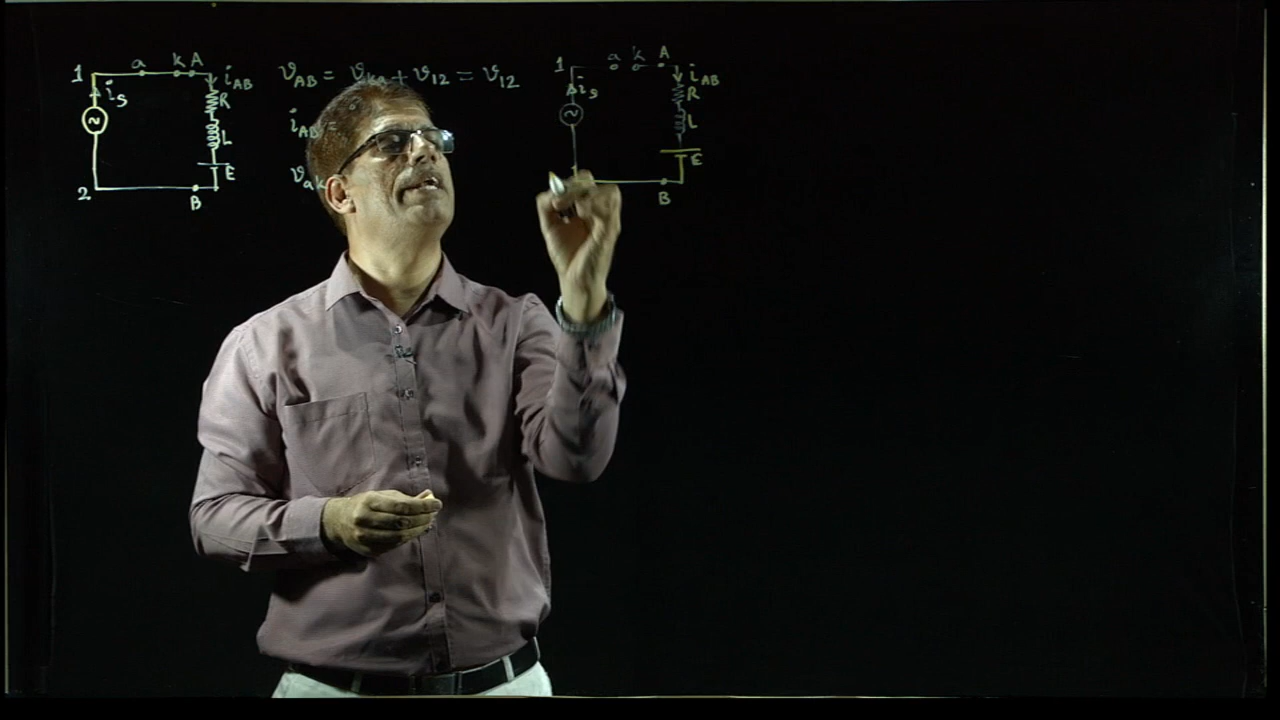 a k A
1 i_AB
i_s R
L
E
2 B
v_AB = v_ka + v_12 = v_12
i_AB =
v_ak
a k A
1 i_AB
i_s R
L
E
B